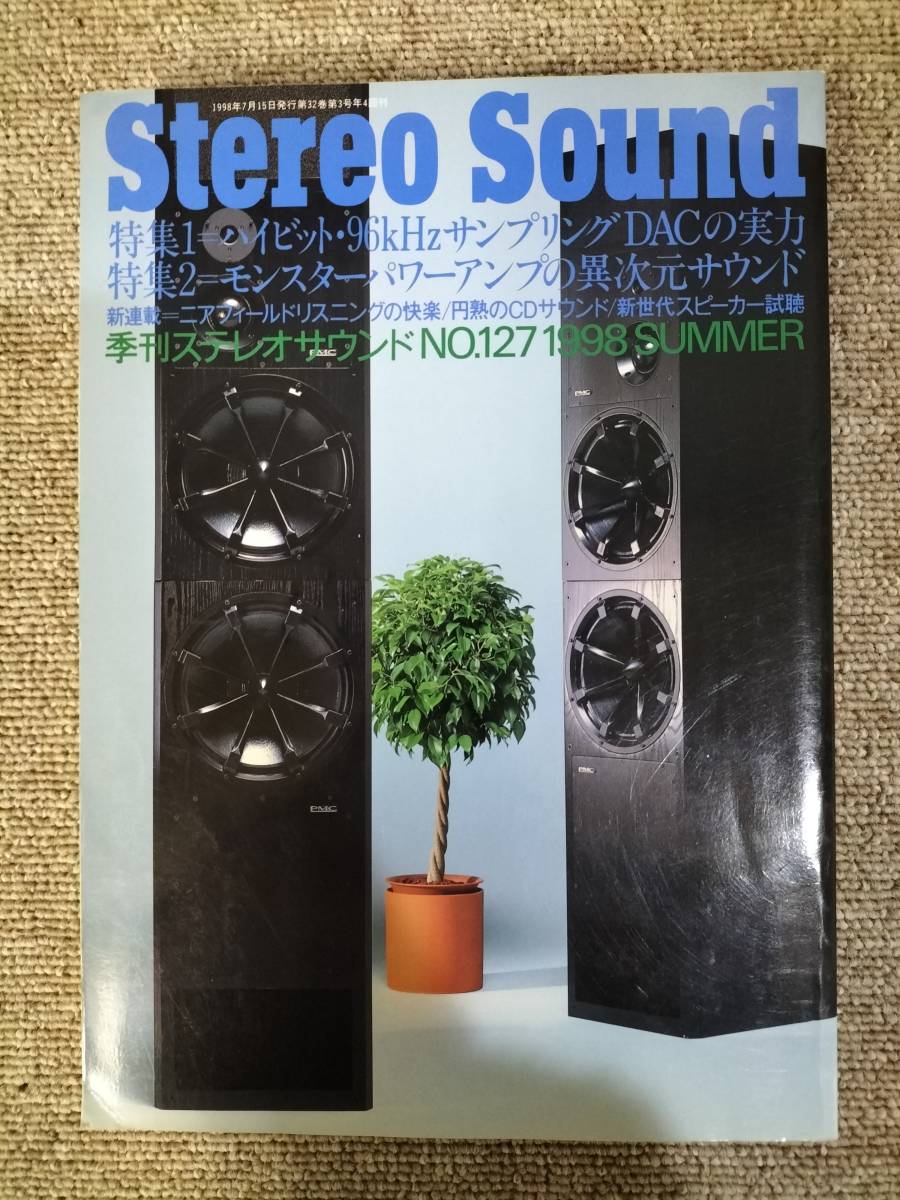 1998年7月15日発行第32巻第3号年4回刊
Stereo Sound
特集1=ハイビット・96kHzサンプリングDACの実力
特集2=モンスターパワーアンプの異次元サウンド
新連載=ニアフィールドリスニングの快楽/円熟のCDサウンド/新世代スピーカー試聴
季刊ステレオサウンドNO.127 1998 SUMMER
PMC
PMC
PMC
PMC